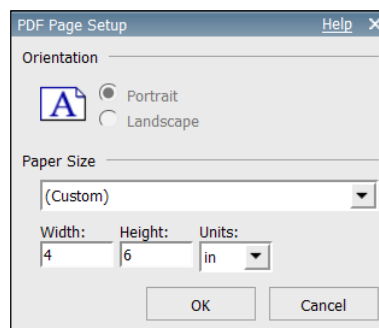 PDF Page Setup Help X
Orientation
A
Portrait
Landscape
Paper Size
(Custom)
Width: Height: Units:
4 6 in
OK Cancel